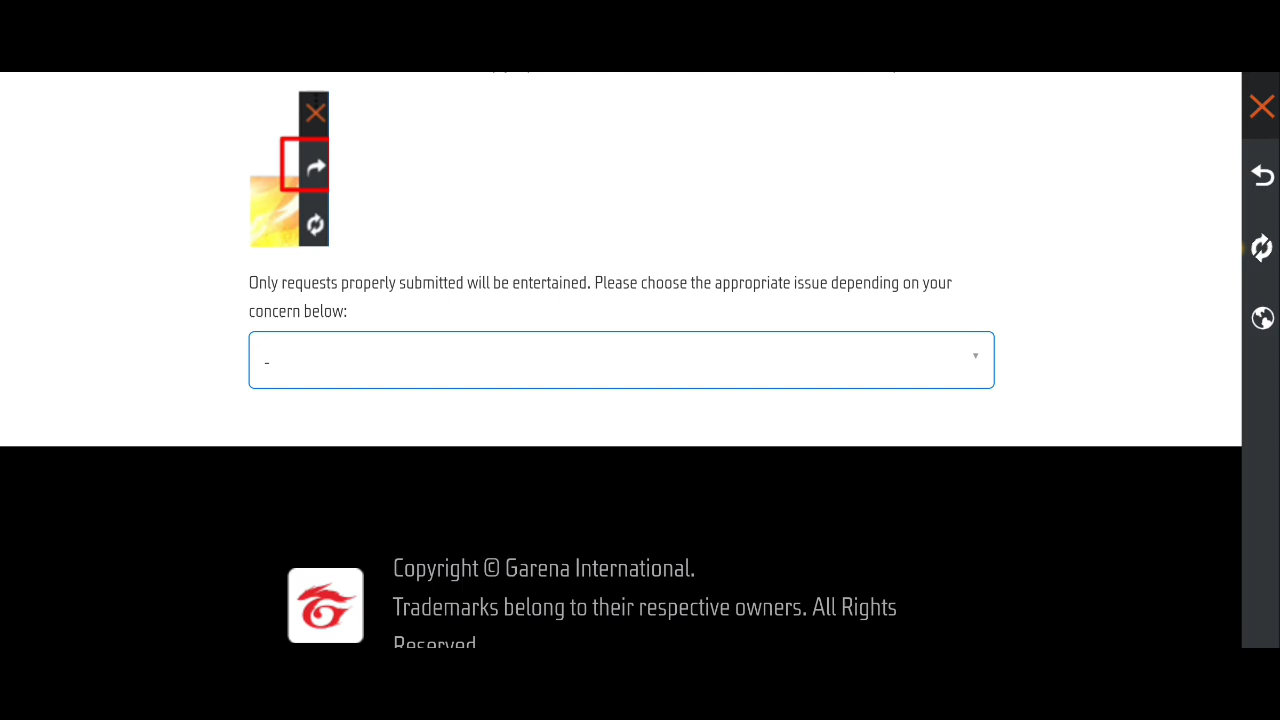 Only requests properly submitted will be entertained. Please choose the appropriate issue depending on your
concern below:
-
Copyright © Garena International.
Trademarks belong to their respective owners. All Rights
Reserved